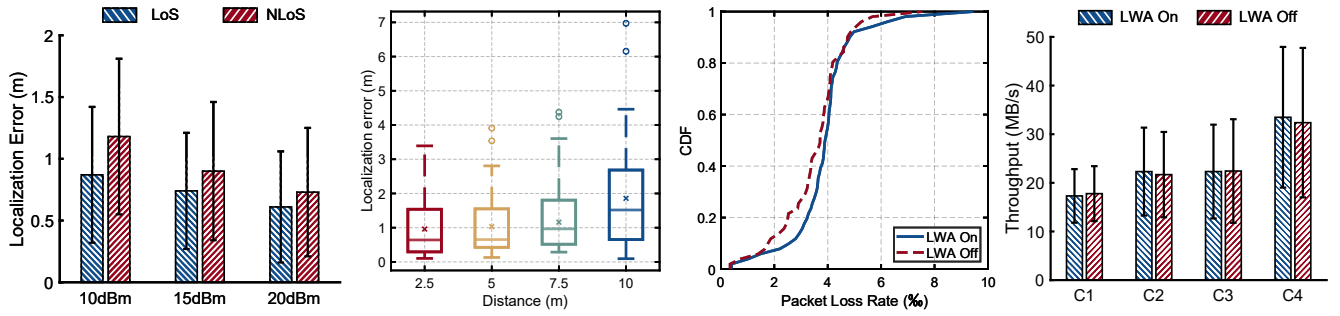 LoS NLoS
Localization Error (m)
2
1.5
1
0.5
0
10dBm 15dBm 20dBm
Localization error (m)
7
6
5
4
3
2
1
0
2.5 5 7.5 10
Distance (m)
CDF
1
0.8
0.6
0.4
0.2
0
LWA On
LWA Off
0 2 4 6 8 10
Packet Loss Rate (‰)
LWA On LWA Off
Throughput (MB/s)
50
40
30
20
10
0
C1 C2 C3 C4